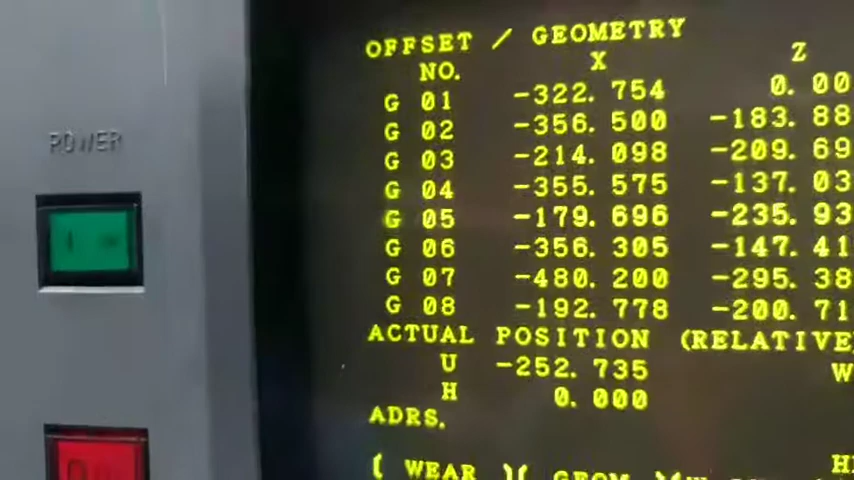 POWER
OFFSET / GEOMETRY
NO. X Z
G 01 -322. 754 0. 00
G 02 -356. 500 -183. 88
G 03 -214. 098 -209. 69
G 04 -355. 575 -137. 03
G 05 -179. 696 -235. 93
G 06 -356. 305 -147. 41
G 07 -480. 200 -295. 38
G 08 -192. 778 -200. 71
ACTUAL POSITION (RELATIVE)
U -252. 735 W
H 0. 000
ADRS.
[ WEAR ][ GEOM ][W